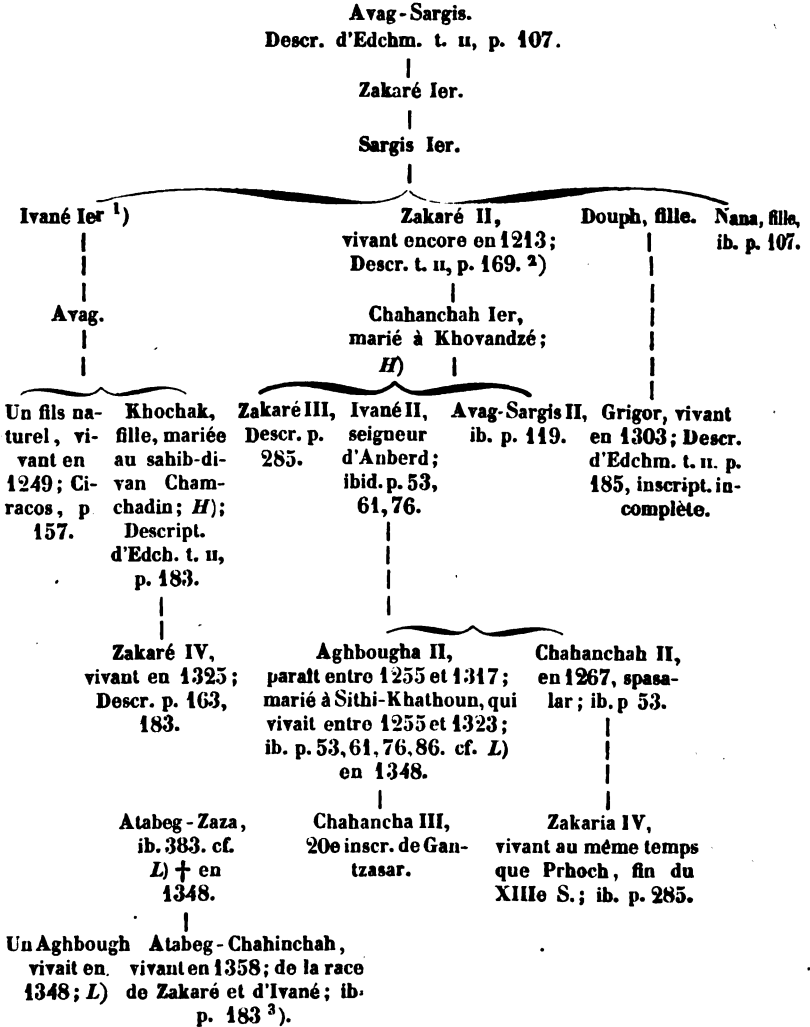 Avag-Sargis.
Descr. d'Edchm. t. II, p. 107.
Zakaré Ier.
Sargis Ier.
Ivané Ier 1)
Zakaré II,
vivant encore en 1213;
Descr. t. II, p. 169. 2)
Douph, fille.
Nana, fille,
ib. p. 107.
Avag.
Chahanchah Ier,
marié à Khovandzé;
H)
Un fils na-
turel, vi-
vant en
1249; Ci-
racos, p
157.
Khochak,
fille, mariée
au sahib-di-
van Cham-
chadin; H);
Descript.
d'Edch. t. II,
p. 183.
Zakaré III,
Descr. p.
285.
Ivané II,
seigneur
d'Anberd;
ibid. p. 53,
61, 76.
Avag-Sargis II,
ib. p. 119.
Grigor, vivant
en 1303; Descr.
d'Edchm. t. II. p.
185, inscript. in-
complète.
Zakaré IV,
vivant en 1325;
Descr. p. 163,
183.
Aghbougha II,
paraît entre 1255 et 1317;
marié à Sithi-Khathoun, qui
vivait entre 1255 et 1323;
ib. p. 53, 61, 76, 86. cf. L)
en 1348.
Chahanchah II,
en 1267, spasa-
lar; ib. p 53.
Atabeg-Zaza,
ib. 383. cf.
L) † en
1348.
Chahancha III,
20e inscr. de Gan-
tzasar.
Zakaria IV,
vivant au même temps
que Prhoch, fin du
XIIIe S.; ib. p. 285.
Un Aghbough
vivait en
1348; L)
Atabeg-Chahinchah,
vivant en 1358; de la race
de Zakaré et d'Ivané; ib.
p. 183 3).